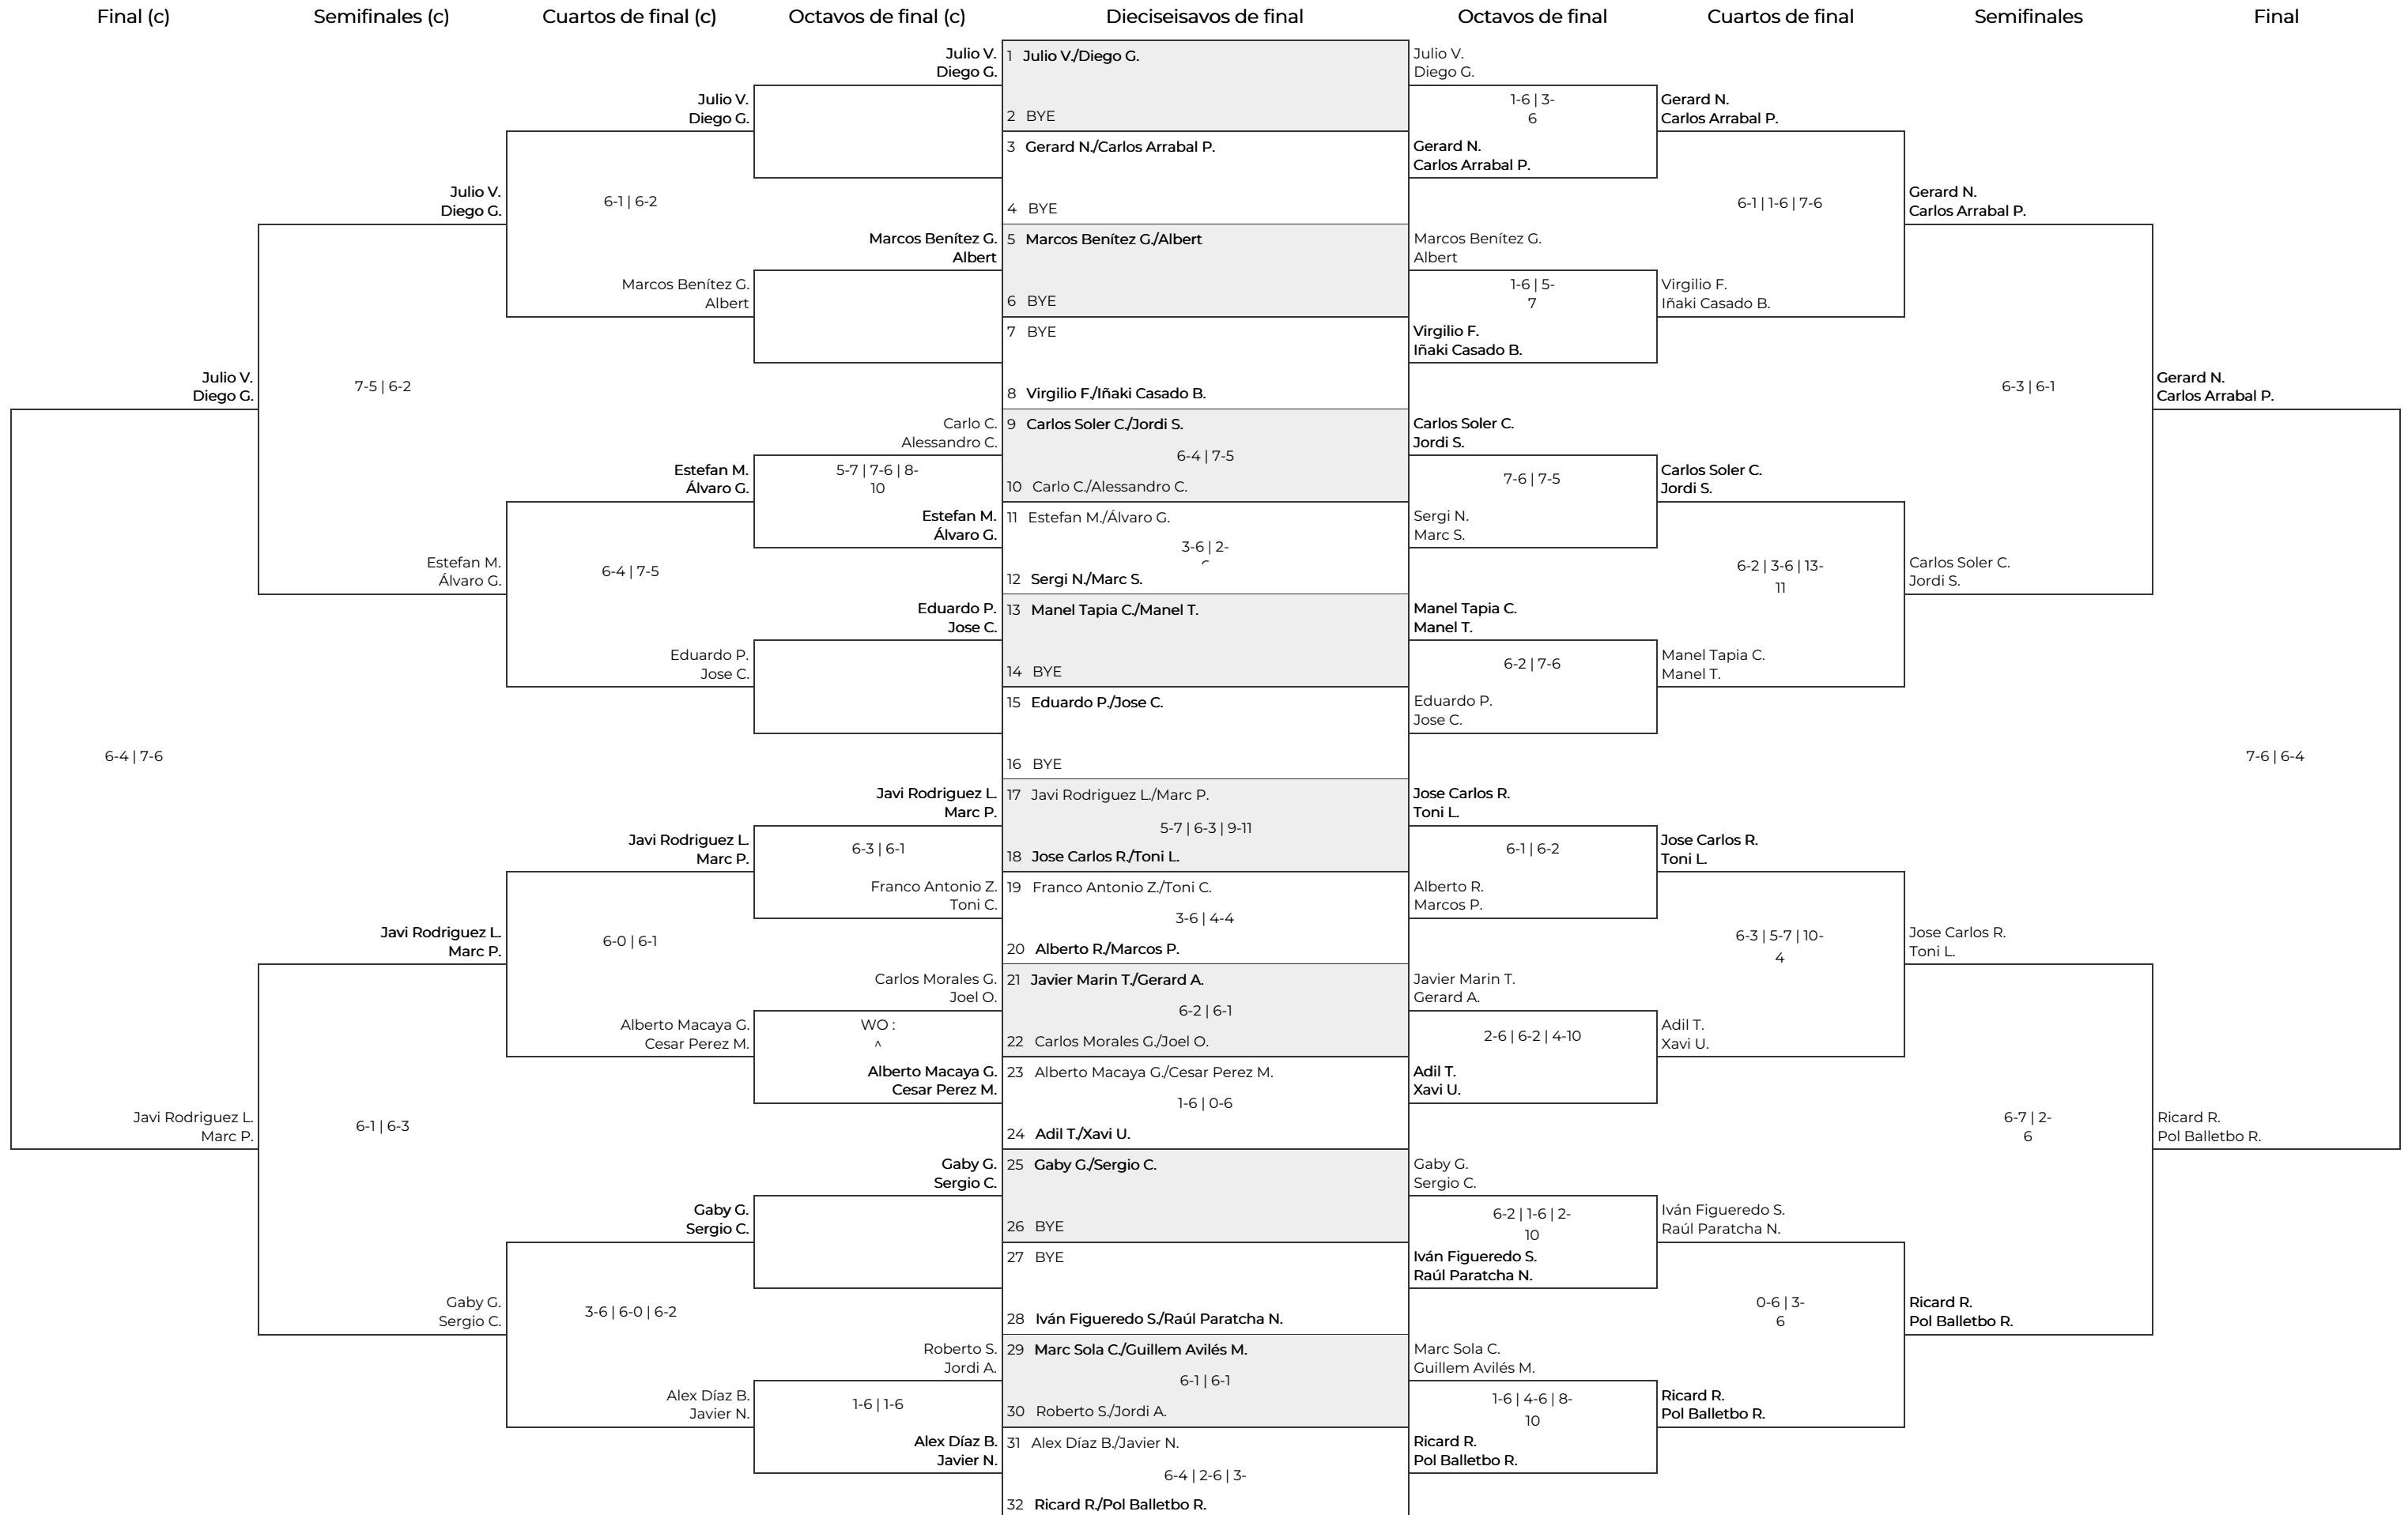 Final (c)
Semifinales (c)
Cuartos de final (c)
Octavos de final (c)
Dieciseisavos de final
Octavos de final
Cuartos de final
Semifinales
Final
Julio V.
Diego G.
6-4 | 7-6
Javi Rodriguez L.
Marc P.
Julio V.
Diego G.
7-5 | 6-2
Estefan M.
Álvaro G.
Javi Rodriguez L.
Marc P.
6-1 | 6-3
Gaby G.
Sergio C.
Julio V.
Diego G.
6-1 | 6-2
Marcos Benítez G.
Albert
Estefan M.
Álvaro G.
6-4 | 7-5
Eduardo P.
Jose C.
Javi Rodriguez L.
Marc P.
6-0 | 6-1
Alberto Macaya G.
Cesar Perez M.
Gaby G.
Sergio C.
3-6 | 6-0 | 6-2
Alex Díaz B.
Javier N.
Julio V.
Diego G.
Marcos Benítez G.
Albert
Carlo C.
Alessandro C.
5-7 | 7-6 | 8-
10
Estefan M.
Álvaro G.
Eduardo P.
Jose C.
Javi Rodriguez L.
Marc P.
6-3 | 6-1
Franco Antonio Z.
Toni C.
Carlos Morales G.
Joel O.
WO :
^
Alberto Macaya G.
Cesar Perez M.
Gaby G.
Sergio C.
Roberto S.
Jordi A.
1-6 | 1-6
Alex Díaz B.
Javier N.
1 Julio V./Diego G.
2 BYE
3 Gerard N./Carlos Arrabal P.
4 BYE
5 Marcos Benítez G./Albert
6 BYE
7 BYE
8 Virgilio F./Iñaki Casado B.
9 Carlos Soler C./Jordi S.
6-4 | 7-5
10 Carlo C./Alessandro C.
11 Estefan M./Álvaro G.
3-6 | 2-
12 Sergi N./Marc S.
13 Manel Tapia C./Manel T.
14 BYE
15 Eduardo P./Jose C.
16 BYE
17 Javi Rodriguez L./Marc P.
5-7 | 6-3 | 9-11
18 Jose Carlos R./Toni L.
19 Franco Antonio Z./Toni C.
3-6 | 4-4
20 Alberto R./Marcos P.
21 Javier Marin T./Gerard A.
6-2 | 6-1
22 Carlos Morales G./Joel O.
23 Alberto Macaya G./Cesar Perez M.
1-6 | 0-6
24 Adil T./Xavi U.
25 Gaby G./Sergio C.
26 BYE
27 BYE
28 Iván Figueredo S./Raúl Paratcha N.
29 Marc Sola C./Guillem Avilés M.
6-1 | 6-1
30 Roberto S./Jordi A.
31 Alex Díaz B./Javier N.
6-4 | 2-6 | 3-
32 Ricard R./Pol Balletbo R.
Julio V.
Diego G.
1-6 | 3-
6
Gerard N.
Carlos Arrabal P.
Marcos Benítez G.
Albert
1-6 | 5-
7
Virgilio F.
Iñaki Casado B.
Carlos Soler C.
Jordi S.
7-6 | 7-5
Sergi N.
Marc S.
Manel Tapia C.
Manel T.
6-2 | 7-6
Eduardo P.
Jose C.
Jose Carlos R.
Toni L.
6-1 | 6-2
Alberto R.
Marcos P.
Javier Marin T.
Gerard A.
2-6 | 6-2 | 4-10
Adil T.
Xavi U.
Gaby G.
Sergio C.
6-2 | 1-6 | 2-
10
Iván Figueredo S.
Raúl Paratcha N.
Marc Sola C.
Guillem Avilés M.
1-6 | 4-6 | 8-
10
Ricard R.
Pol Balletbo R.
Gerard N.
Carlos Arrabal P.
6-1 | 1-6 | 7-6
Virgilio F.
Iñaki Casado B.
Carlos Soler C.
Jordi S.
6-2 | 3-6 | 13-
11
Manel Tapia C.
Manel T.
Jose Carlos R.
Toni L.
6-3 | 5-7 | 10-
4
Adil T.
Xavi U.
Iván Figueredo S.
Raúl Paratcha N.
0-6 | 3-
6
Ricard R.
Pol Balletbo R.
Gerard N.
Carlos Arrabal P.
6-3 | 6-1
Carlos Soler C.
Jordi S.
Jose Carlos R.
Toni L.
6-7 | 2-
6
Ricard R.
Pol Balletbo R.
Gerard N.
Carlos Arrabal P.
7-6 | 6-4
Ricard R.
Pol Balletbo R.